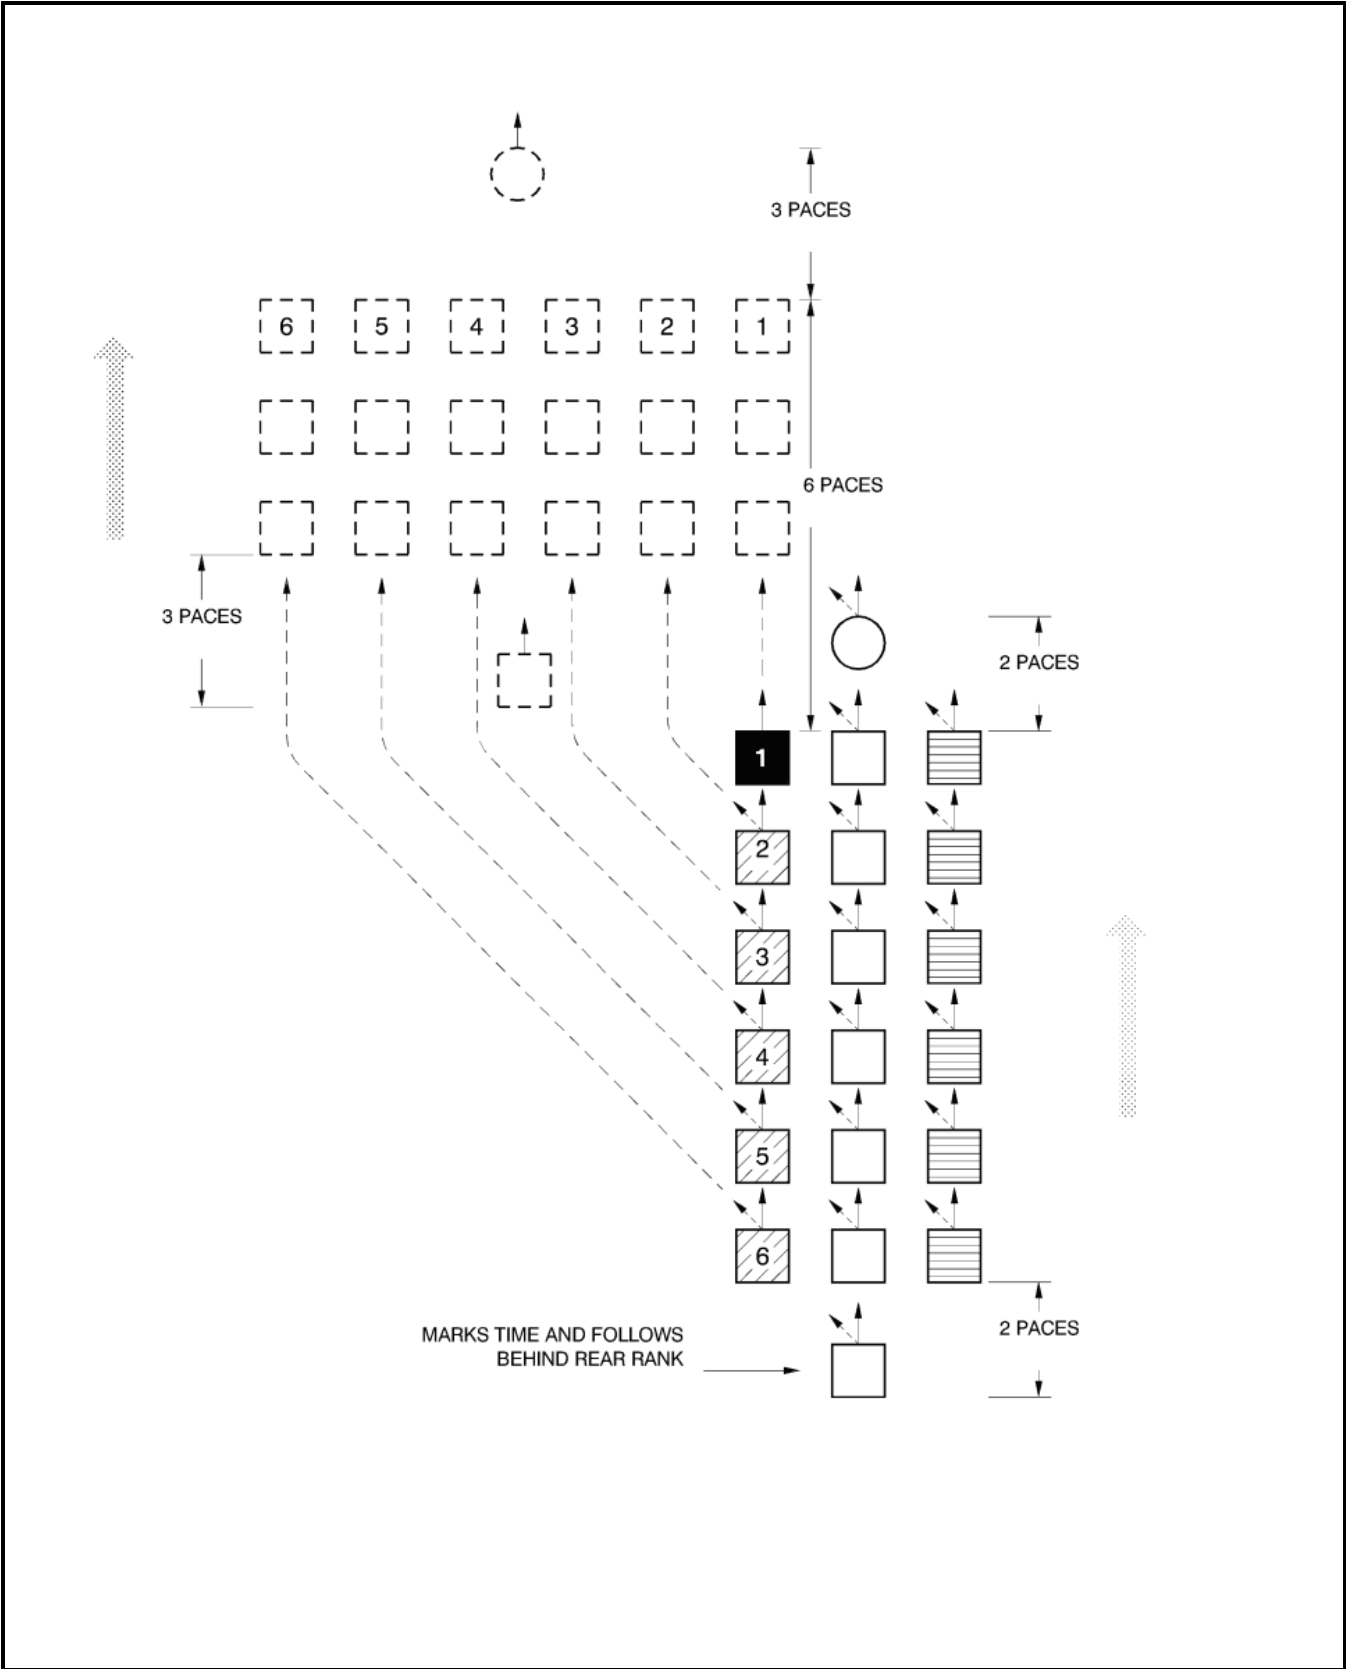 3 PACES
6 5 4 3 2 1
6 PACES
3 PACES
2 PACES
1
2
3
4
5
6
2 PACES
MARKS TIME AND FOLLOWS
BEHIND REAR RANK